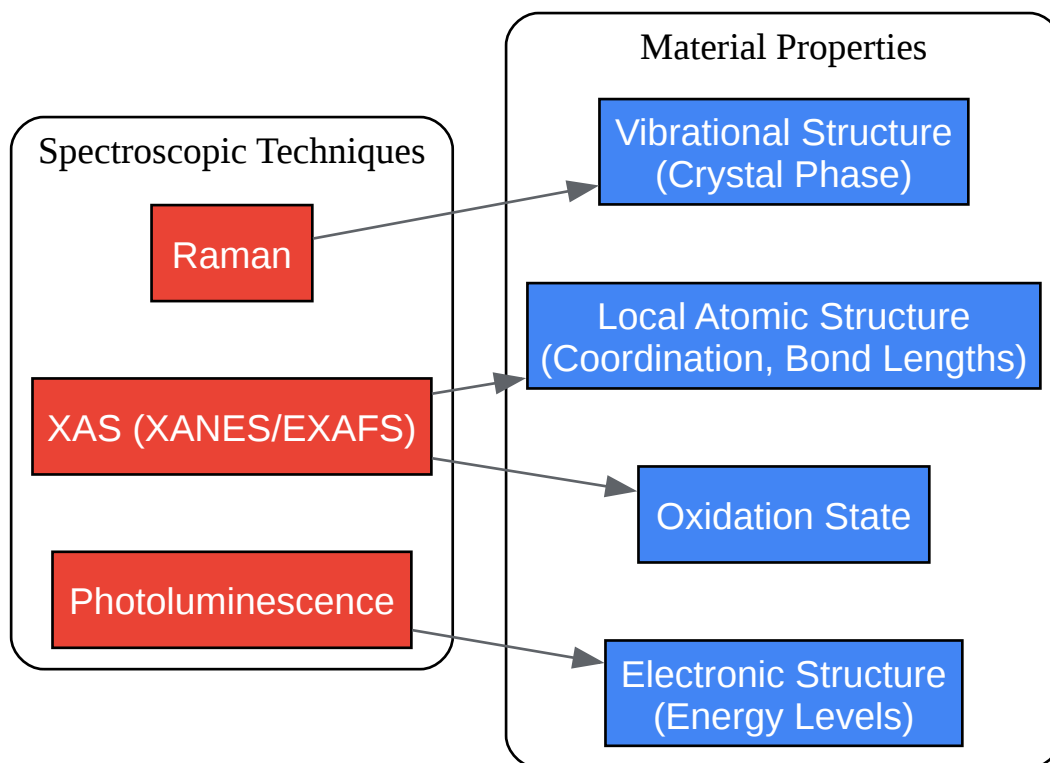 Spectroscopic Techniques
Raman
XAS (XANES/EXAFS)
Photoluminescence
Material Properties
Vibrational Structure
(Crystal Phase)
Local Atomic Structure
(Coordination, Bond Lengths)
Oxidation State
Electronic Structure
(Energy Levels)